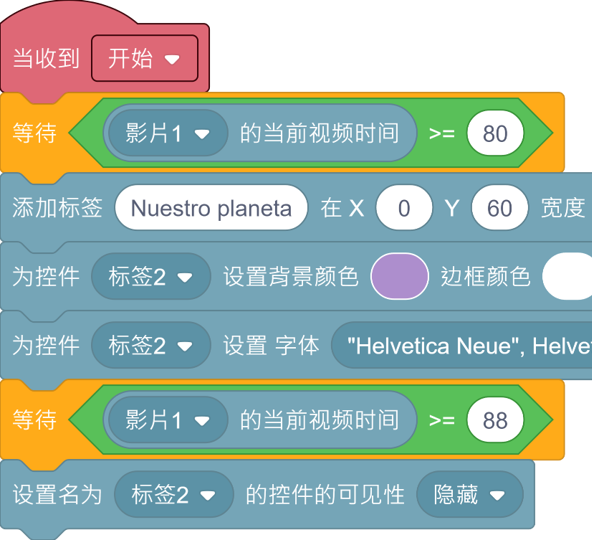 当收到 开始
等待 影片1 的当前视频时间 >= 80
添加标签 Nuestro planeta 在 X 0 Y 60 宽度
为控件 标签2 设置背景颜色 边框颜色
为控件 标签2 设置 字体 "Helvetica Neue", Helve
等待 影片1 的当前视频时间 >= 88
设置名为 标签2 的控件的可见性 隐藏